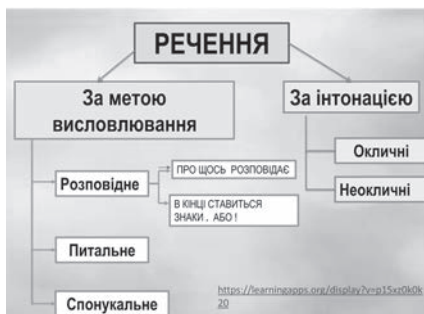 РЕЧЕННЯ
За метою
висловлювання
За інтонацією
Окличні
Неокличні
Розповідне
ПРО ЩОСЬ РОЗПОВІДАЄ
В КІНЦІ СТАВИТЬСЯ
ЗНАКИ . АБО !
Питальне
Спонукальне
https://learningapps.org/display?v=p15xz0k0k
20